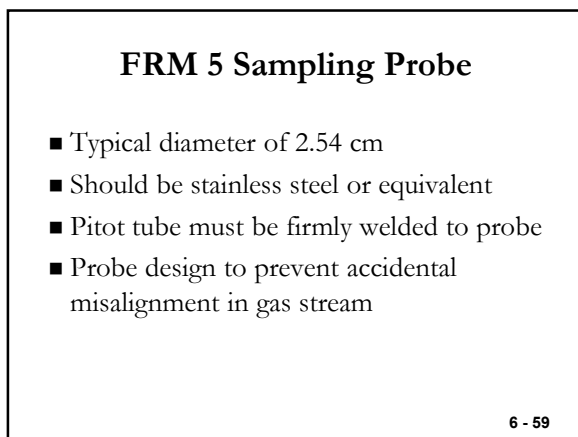 FRM 5 Sampling Probe
■ Typical diameter of 2.54 cm
■ Should be stainless steel or equivalent
■ Pitot tube must be firmly welded to probe
■ Probe design to prevent accidental
misalignment in gas stream
6 - 59